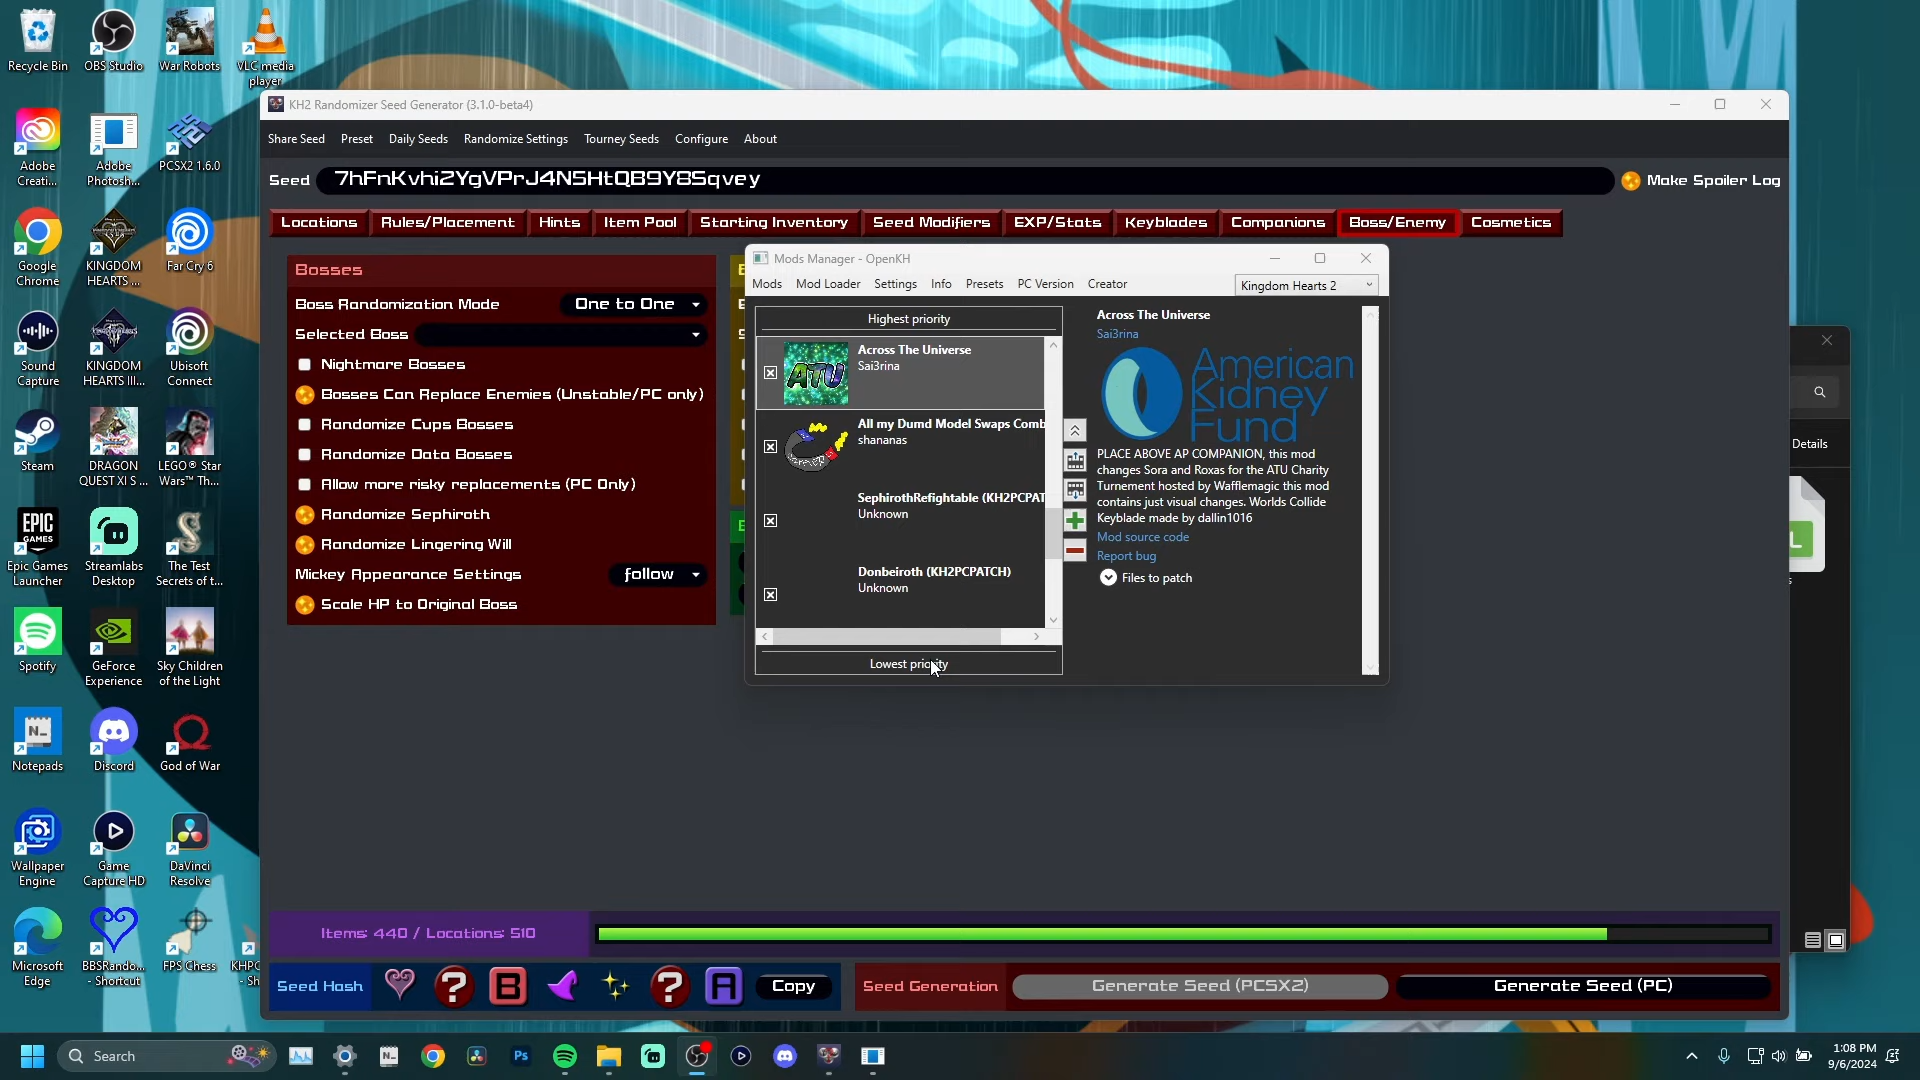 Recycle Bin
OBS Studio
War Robots
VLC media
player
Adobe
Creati...
Adobe
Photosh...
PCSX2 1.6.0
Google
Chrome
KINGDOM
HEARTS ...
Far Cry 6
Sound
Capture
KINGDOM
HEARTS III...
Ubisoft
Connect
Steam
DRAGON
QUEST XI S ...
LEGO® Star
Wars™ Th...
EPIC
GAMES
Epic Games
Launcher
Streamlabs
Desktop
The Test
Secrets of t...
Spotify
GeForce
Experience
Sky Children
of the Light
Notepads
Discord
God of War
Wallpaper
Engine
Game
Capture HD
DaVinci
Resolve
Microsoft
Edge
BBSRando...
- Shortcut
FPS Chess
KHPC
- Sh
KH2 Randomizer Seed Generator (3.1.0-beta4)
Share Seed Preset Daily Seeds Randomize Settings Tourney Seeds Configure About
Seed 7hFnKvhi2YgVPrJ4N5HtQB9Y8Sqvey Make Spoiler Log
Locations Rules/Placement Hints Item Pool Starting Inventory Seed Modifiers EXP/Stats Keyblades Companions Boss/Enemy Cosmetics
Bosses
Boss Randomization Mode One to One
Selected Boss
Nightmare Bosses
Bosses Can Replace Enemies (Unstable/PC only)
Randomize Cups Bosses
Randomize Data Bosses
Allow more risky replacements (PC Only)
Randomize Sephiroth
Randomize Lingering Will
Mickey Appearance Settings follow
Scale HP to Original Boss
Mods Manager - OpenKH
Mods Mod Loader Settings Info Presets PC Version Creator Kingdom Hearts 2
Highest priority
ATU
Across The Universe
Sai3rina
All my Dumd Model Swaps Comb
shananas
SephirothRefightable (KH2PCPAT
Unknown
Donbeiroth (KH2PCPATCH)
Unknown
Lowest priority
Across The Universe
Sai3rina
American
Kidney
Fund
PLACE ABOVE AP COMPANION, this mod
changes Sora and Roxas for the ATU Charity
Turnement hosted by Wafflemagic this mod
contains just visual changes. Worlds Collide
Keyblade made by dallin1016
Mod source code
Report bug
Files to patch
Details
Items: 440 / Locations: 510
Seed Hash ? B ? A Copy Seed Generation Generate Seed (PCSX2) Generate Seed (PC)
Search
1:08 PM
9/6/2024